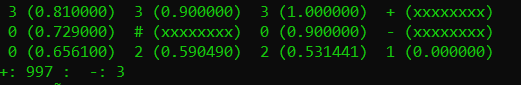 3 (0.810000)  3 (0.900000)  3 (1.000000)  + (xxxxxxxx)
0 (0.729000)  # (xxxxxxxx)  0 (0.900000)  - (xxxxxxxx)
0 (0.656100)  2 (0.590490)  2 (0.531441)  1 (0.000000)
+: 997 :  -: 3